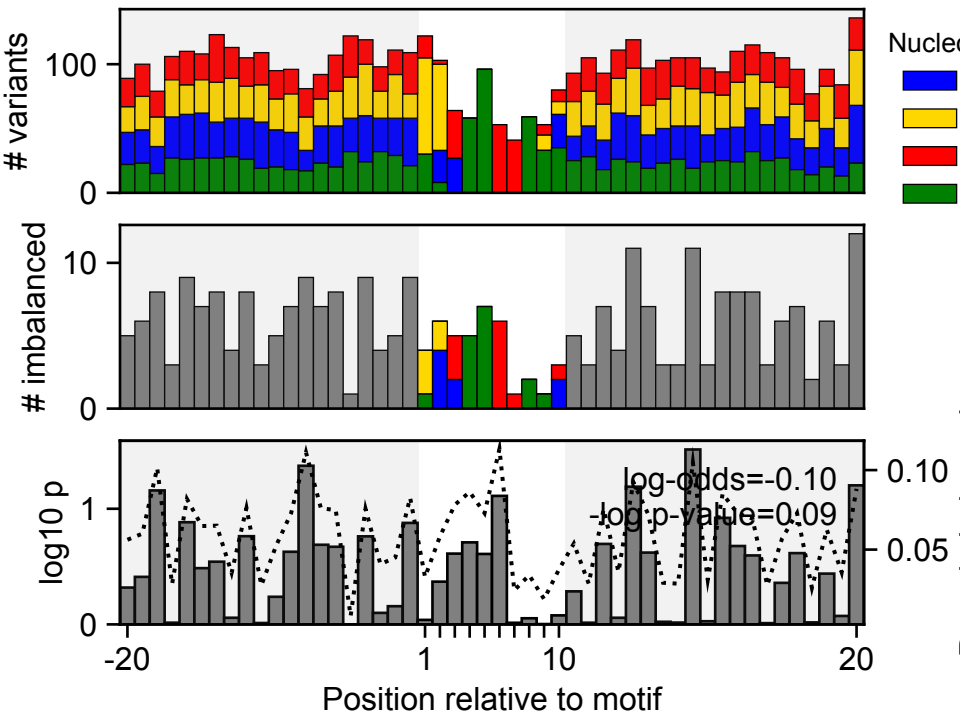 # variants
100
0
Nucleo
# imbalanced
10
0
log10 p
1
0
log-odds=-0.10
-log p-value=0.09
0.10
0.05
-20
1
10
20
Position relative to motif